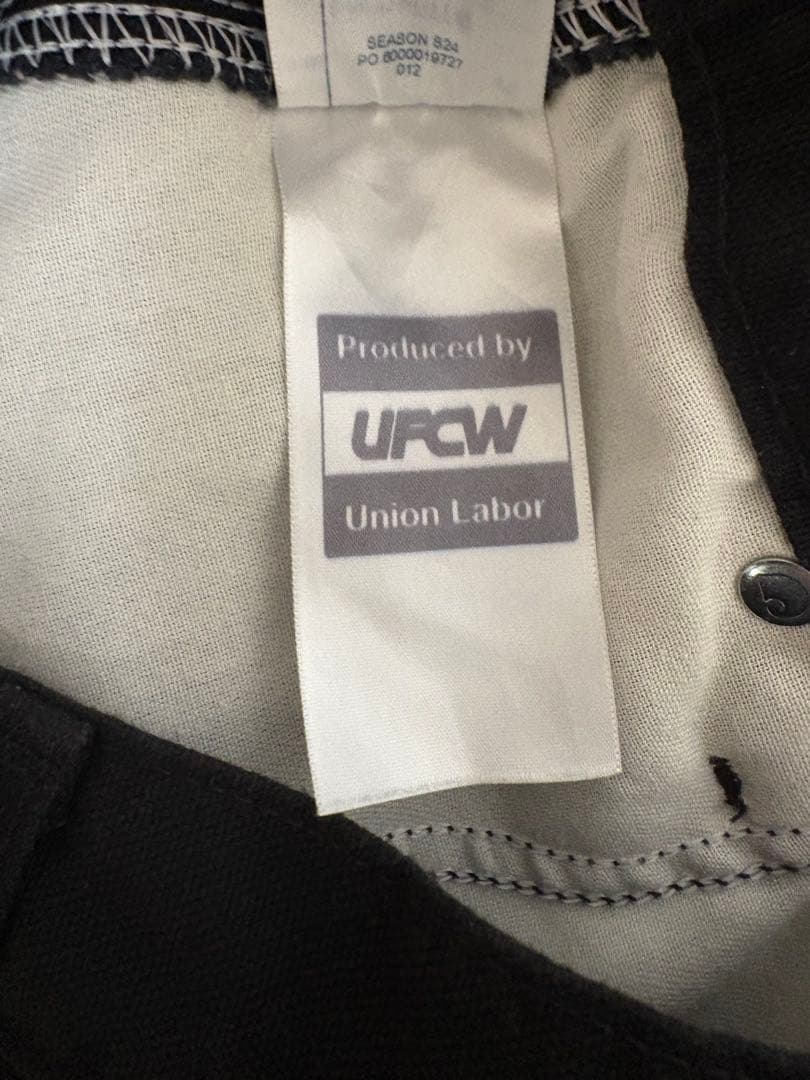 SEASON S24
PO 6000019727
012
Produced by
UFCW
Union Labor